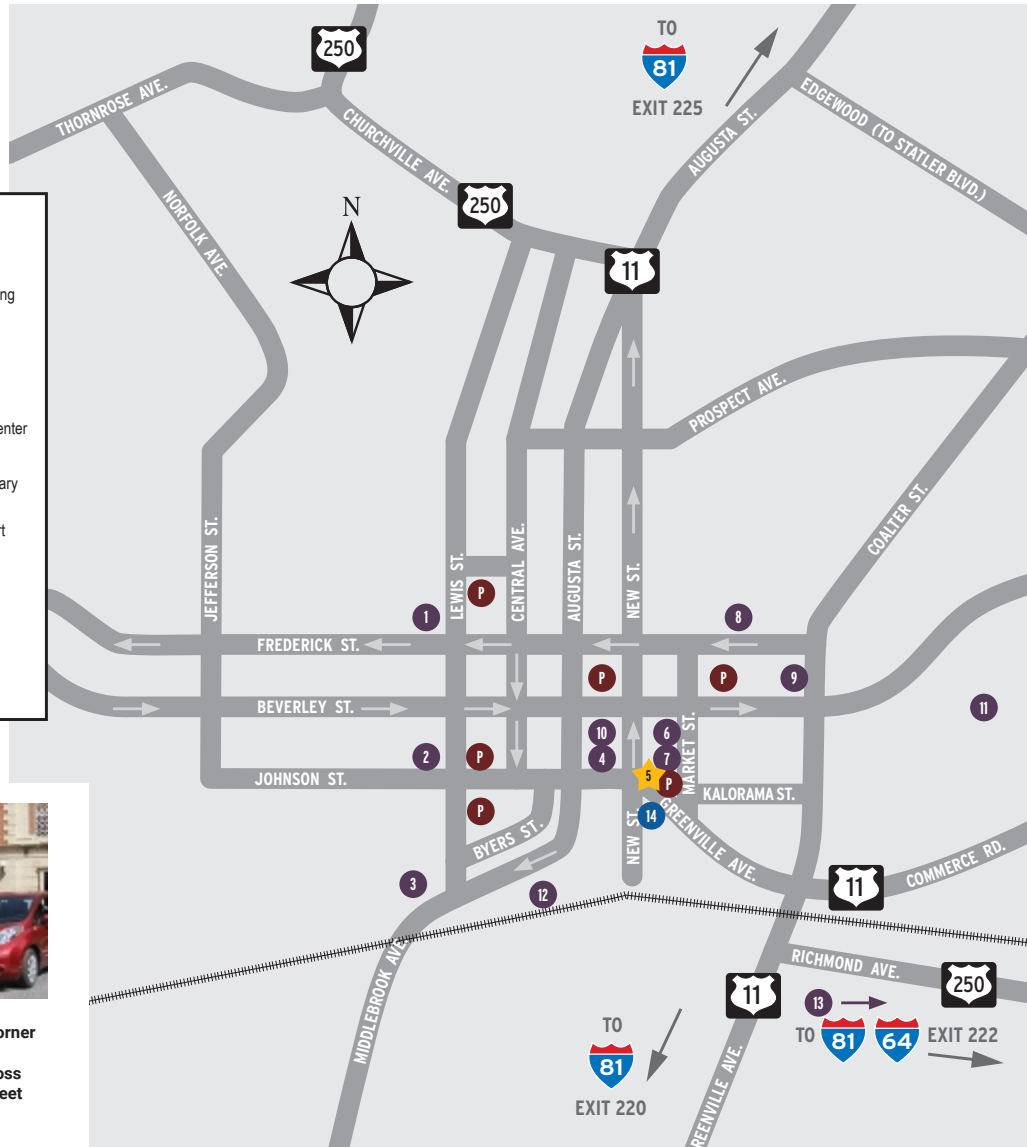 250
TO
81
EXIT 225
THORNROSE AVE.
CHURCHVILLE AVE.
AUGUSTA ST.
EDGEWOOD (TO STATLER BLVD.)
250
NORFOLK AVE.
N
11
PROSPECT AVE.
COALTER ST.
JEFFERSON ST.
LEWIS ST.
CENTRAL AVE.
AUGUSTA ST.
NEW ST.
P
1
8
FREDERICK ST.
P
P
9
BEVERLEY ST.
11
10
6
MARKET ST.
2
P
4
7
5
P
JOHNSON ST.
KALORAMA ST.
P
14
GREENVILLE AVE.
NEW ST.
BYERS ST.
3
12
11
COMMERCE RD.
MIDDLEBROOK AVE.
RICHMOND AVE.
250
11
13
TO
81
64
EXIT 222
TO
81
EXIT 220
REENVILLE AVE.
ng
enter
ary
rt
orner
oss
eet